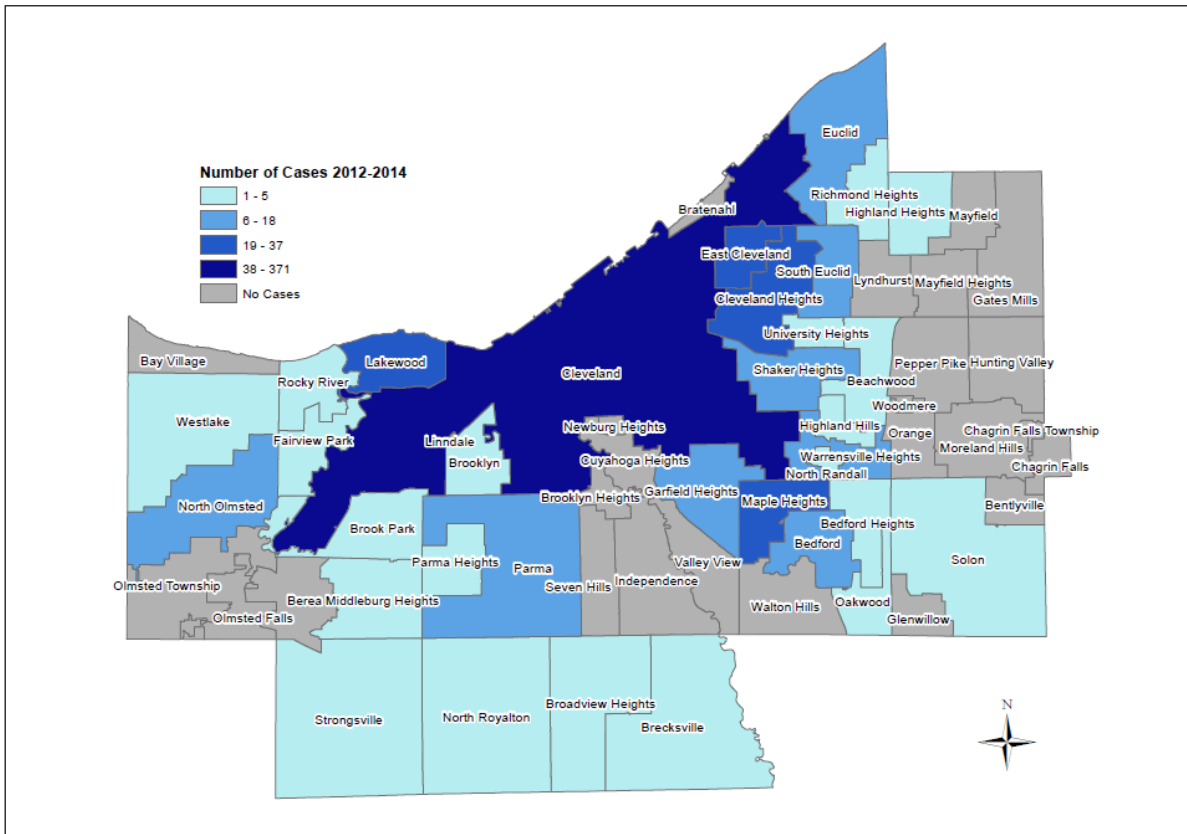 Number of Cases 2012-2014
1 - 5
6 - 18
19 - 37
38 - 371
No Cases
Euclid
Richmond Heights
Highland Heights
Mayfield
Bratenahl
East Cleveland
South Euclid
Lyndhurst
Mayfield Heights
Gates Mills
Cleveland Heights
University Heights
Bay Village
Lakewood
Rocky River
Cleveland
Shaker Heights
Beachwood
Pepper Pike
Hunting Valley
Westlake
Woodmere
Fairview Park
Linndale
Newburg Heights
Highland Hills
Orange
Chagrin Falls Township
Moreland Hills
Brooklyn
Cuyahoga Heights
Warrensville Heights
North Randall
Chagrin Falls
North Olmsted
Brooklyn Heights
Garfield Heights
Maple Heights
Bentlyville
Brook Park
Bedford Heights
Bedford
Solon
Parma Heights
Parma
Valley View
Olmsted Township
Seven Hills
Independence
Berea
Middleburg Heights
Olmsted Falls
Walton Hills
Oakwood
Glenwillow
Strongsville
North Royalton
Broadview Heights
Brecksville
N